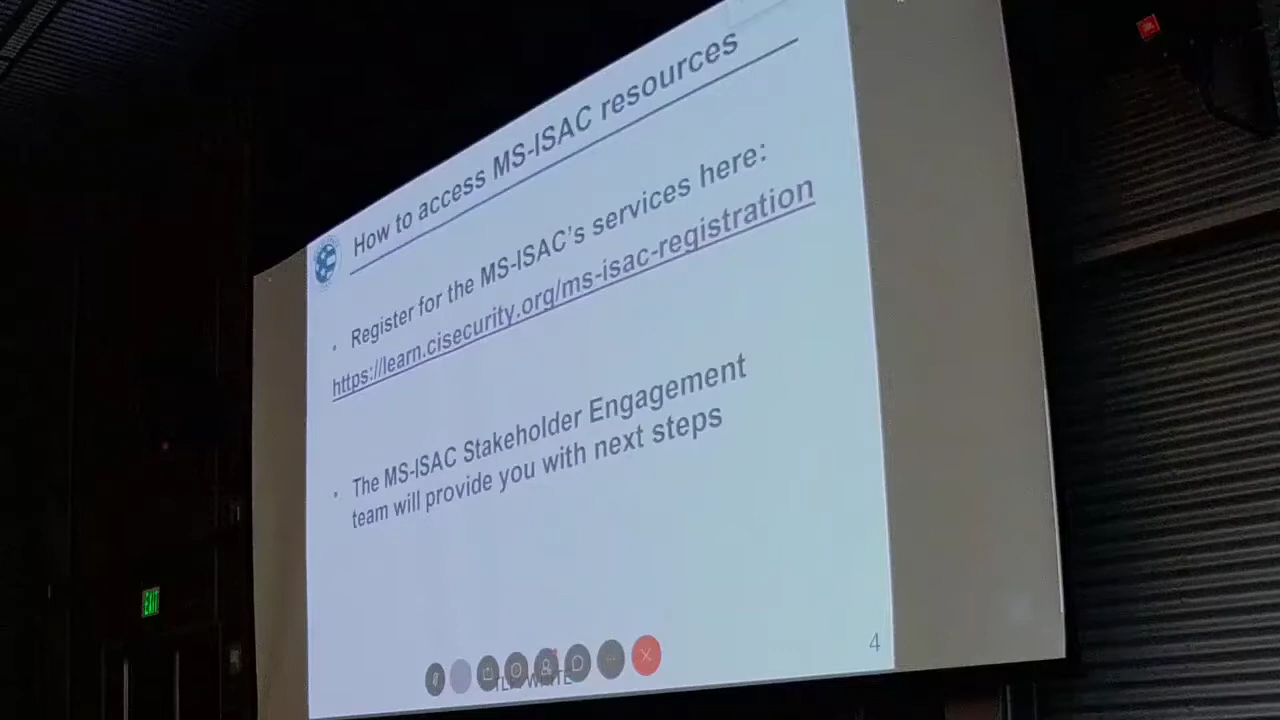 How to access MS-ISAC resources
• Register for the MS-ISAC's services here:
https://learn.cisecurity.org/ms-isac-registration
• The MS-ISAC Stakeholder Engagement
team will provide you with next steps
4
EXIT